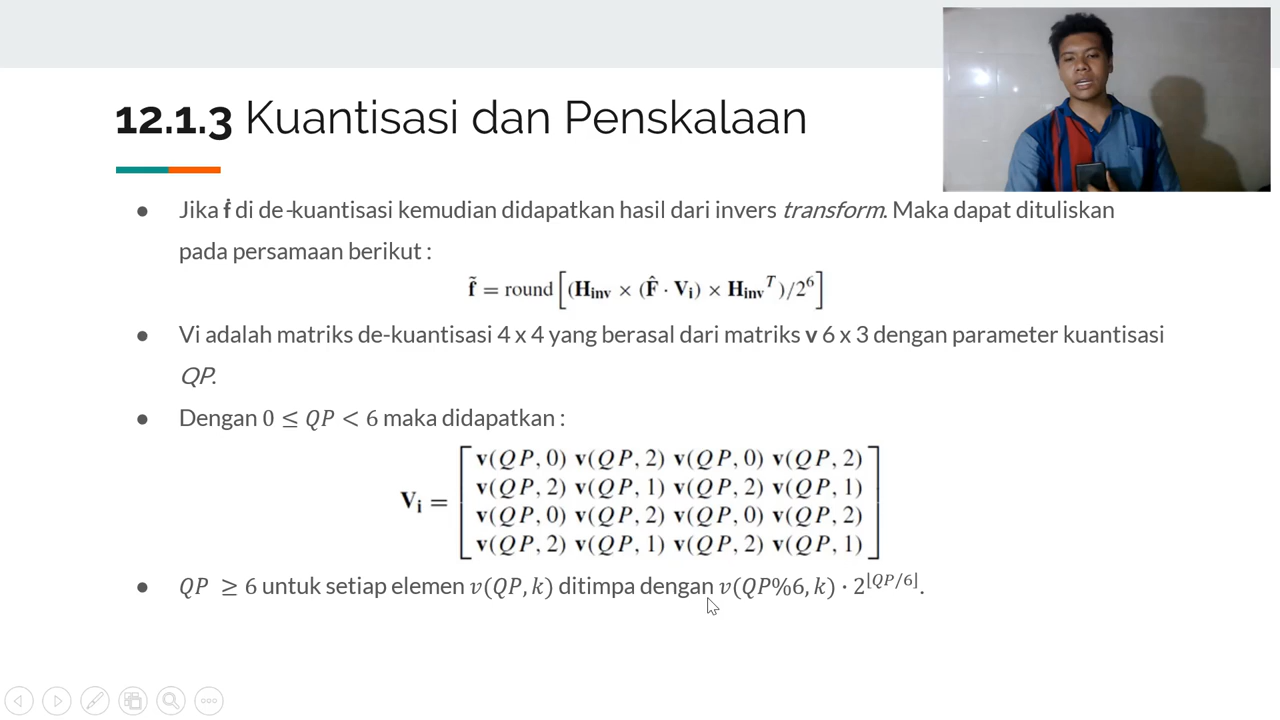 12.1.3 Kuantisasi dan Penskalaan
● Jika f̃ di de-kuantisasi kemudian didapatkan hasil dari invers transform. Maka dapat dituliskan
pada persamaan berikut :
f̃ = round [(H_inv × (F̂ · V_i) × H_inv^T)/2^6]
● Vi adalah matriks de-kuantisasi 4 x 4 yang berasal dari matriks v 6 x 3 dengan parameter kuantisasi
QP.
● Dengan 0 ≤ QP < 6 maka didapatkan :
v(QP, 0) v(QP, 2) v(QP, 0) v(QP, 2)
v(QP, 2) v(QP, 1) v(QP, 2) v(QP, 1)
V_i =
v(QP, 0) v(QP, 2) v(QP, 0) v(QP, 2)
v(QP, 2) v(QP, 1) v(QP, 2) v(QP, 1)
● QP ≥ 6 untuk setiap elemen v(QP, k) ditimpa dengan v(QP%6, k) · 2^⌊QP/6⌋.